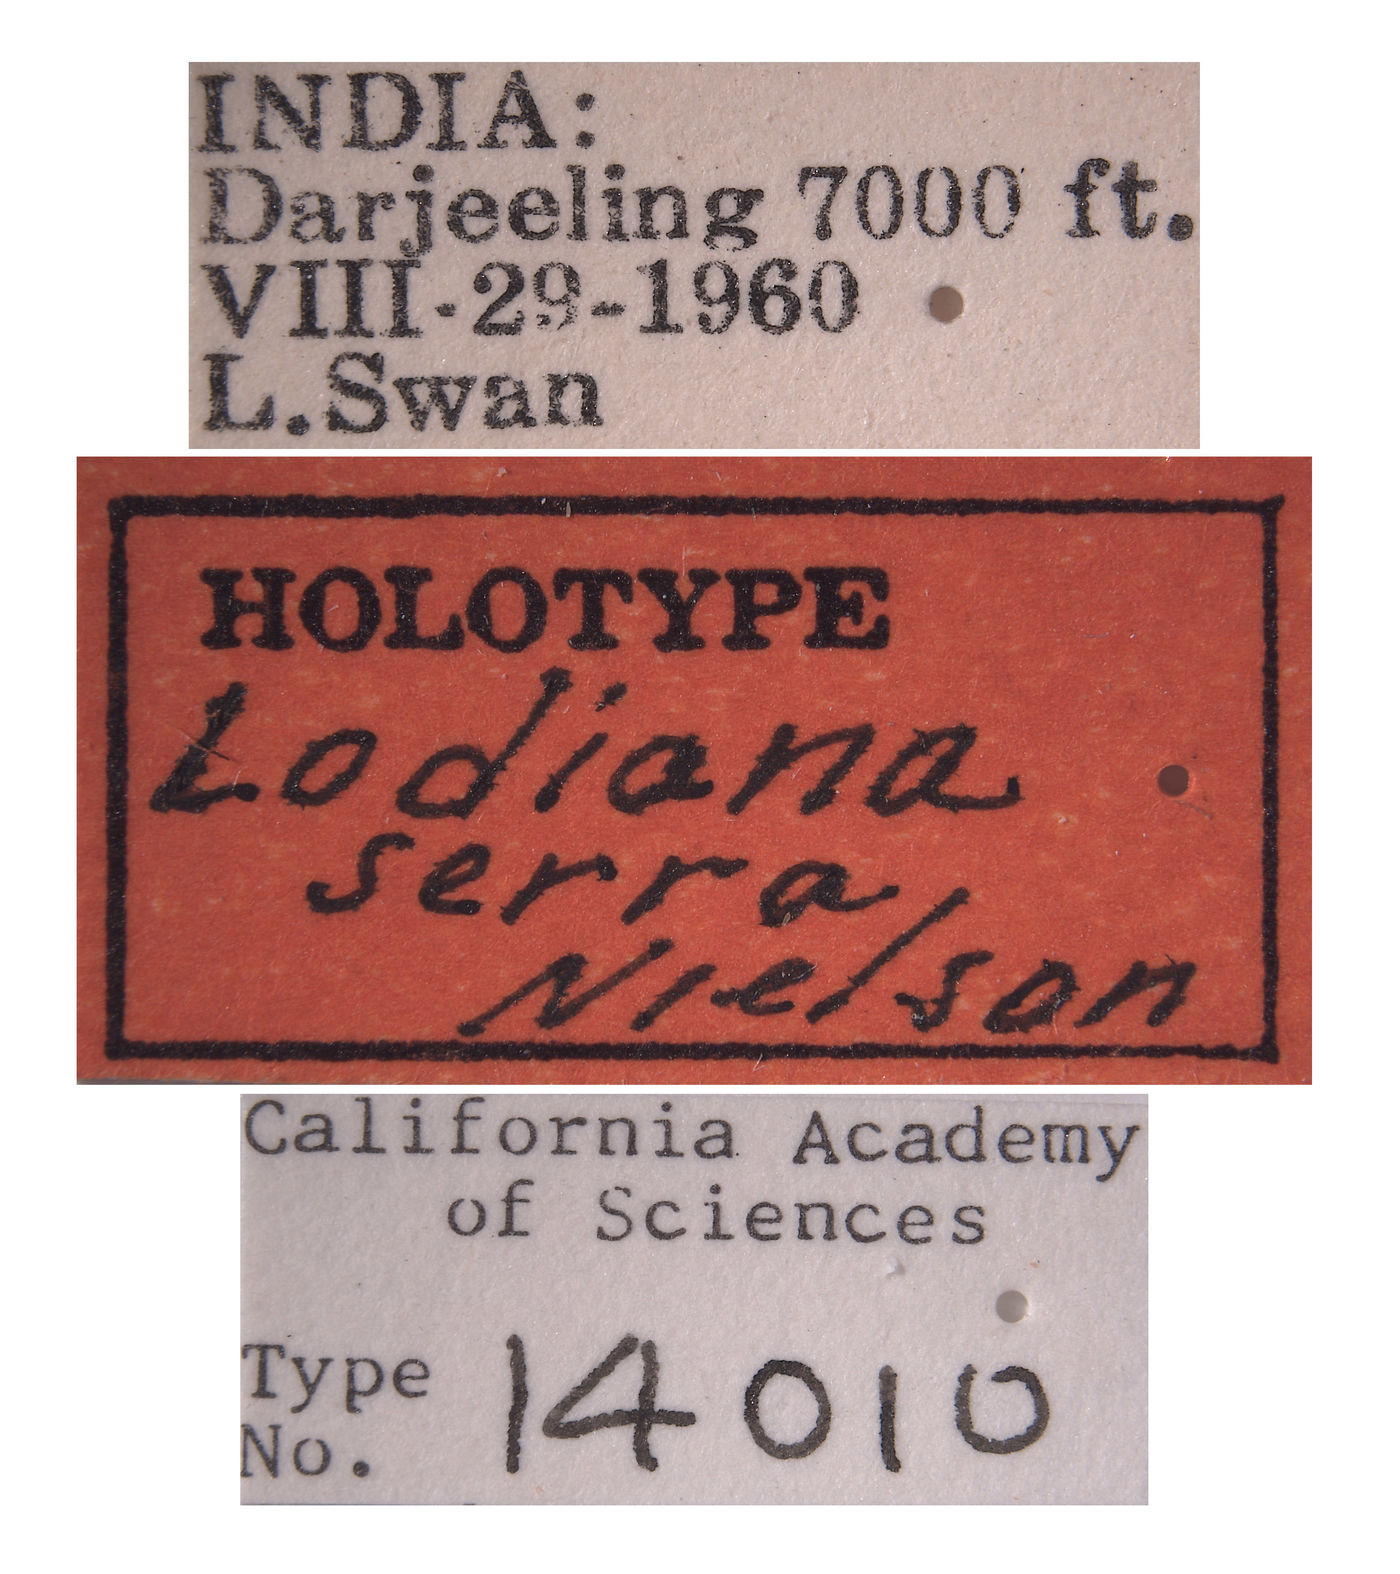 INDIA:
Darjeeling 7000 ft.
VIII-29-1960
L.Swan
HOLOTYPE
Lodiana
serra
Nielson
California Academy
of Sciences
Type
No. 14010